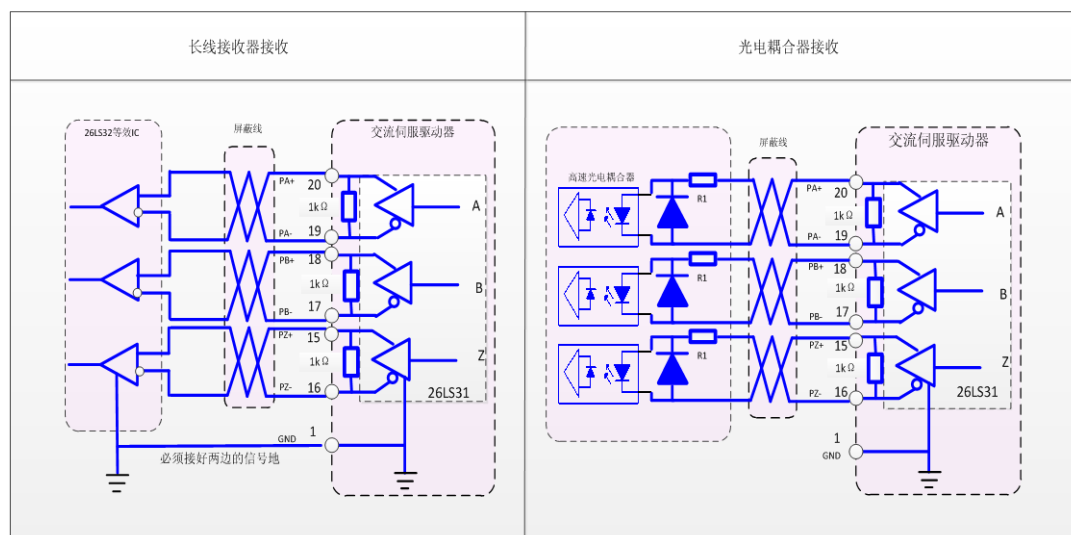 长线接收器接收
26LS32等效IC
屏蔽线
交流伺服驱动器
PA+
20
1kΩ
A
PA-
19
PB+
18
1kΩ
B
PB-
17
PZ+
15
1kΩ
Z
PZ-
16
26LS31
GND
1
必须接好两边的信号地
光电耦合器接收
高速光电耦合器
屏蔽线
交流伺服驱动器
R1
PA+
20
1kΩ
A
PA-
19
R1
PB+
18
1kΩ
B
PB-
17
R1
PZ+
15
1kΩ
Z
PZ-
16
26LS31
1
GND